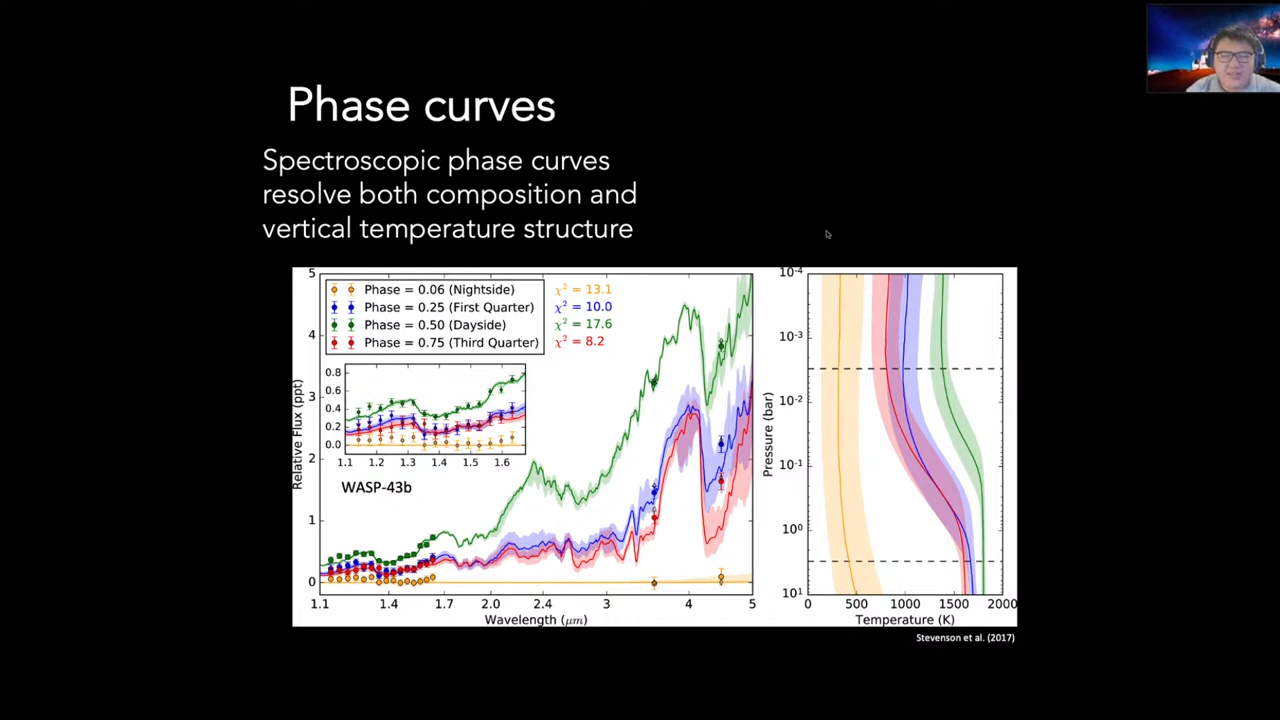 Phase curves
Spectroscopic phase curves
resolve both composition and
vertical temperature structure
Phase = 0.06 (Nightside) χ² = 13.1
Phase = 0.25 (First Quarter) χ² = 10.0
Phase = 0.50 (Dayside) χ² = 17.6
Phase = 0.75 (Third Quarter) χ² = 8.2
5
4
3
2
1
0
Relative Flux (ppt)
0.8
0.6
0.4
0.2
0.0
1.1 1.2 1.3 1.4 1.5 1.6
WASP-43b
1.1 1.4 1.7 2.0 2.4 3 4 5
Wavelength (μm)
10⁻⁴
10⁻³
10⁻²
10⁻¹
10⁰
10¹
Pressure (bar)
0 500 1000 1500 2000
Temperature (K)
Stevenson et al. (2017)